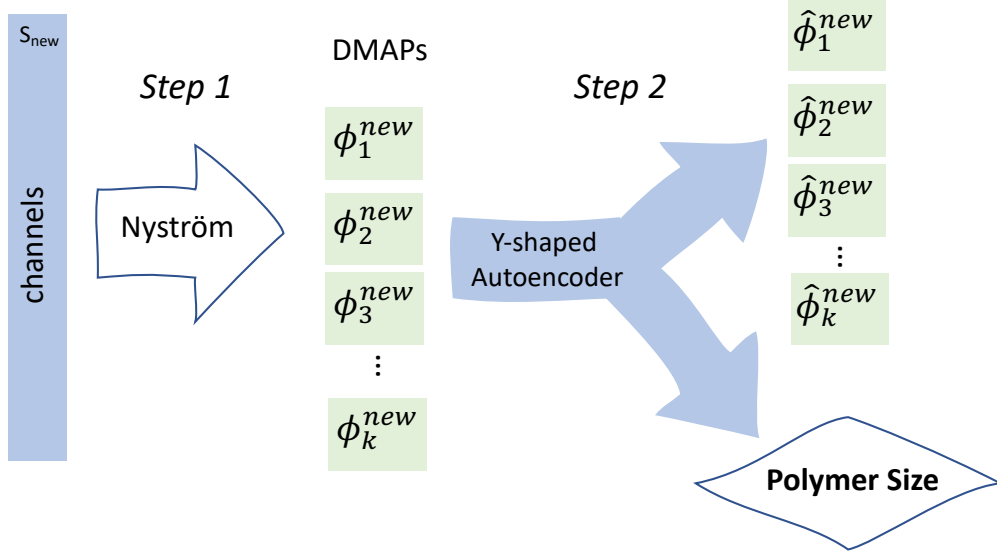 S_new
channels
Step 1
Nyström
DMAPs
ϕ_1^{new}
ϕ_2^{new}
ϕ_3^{new}
⋮
ϕ_k^{new}
Step 2
Y-shaped
Autoencoder
ϕ̂_1^{new}
ϕ̂_2^{new}
ϕ̂_3^{new}
⋮
ϕ̂_k^{new}
Polymer Size